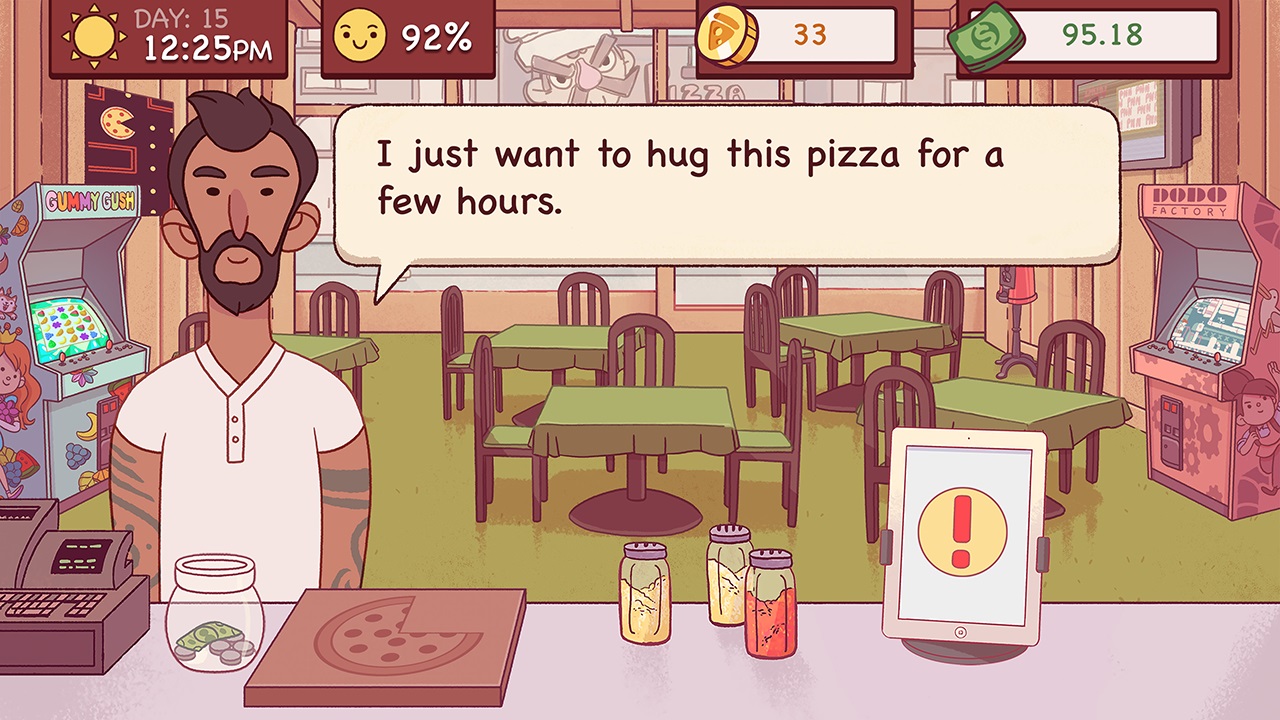 DAY: 15
12:25PM
92%
33
95.18
IZZA
I just want to hug this pizza for a
few hours.
GUMMY GUSH
DODO
FACTORY
!